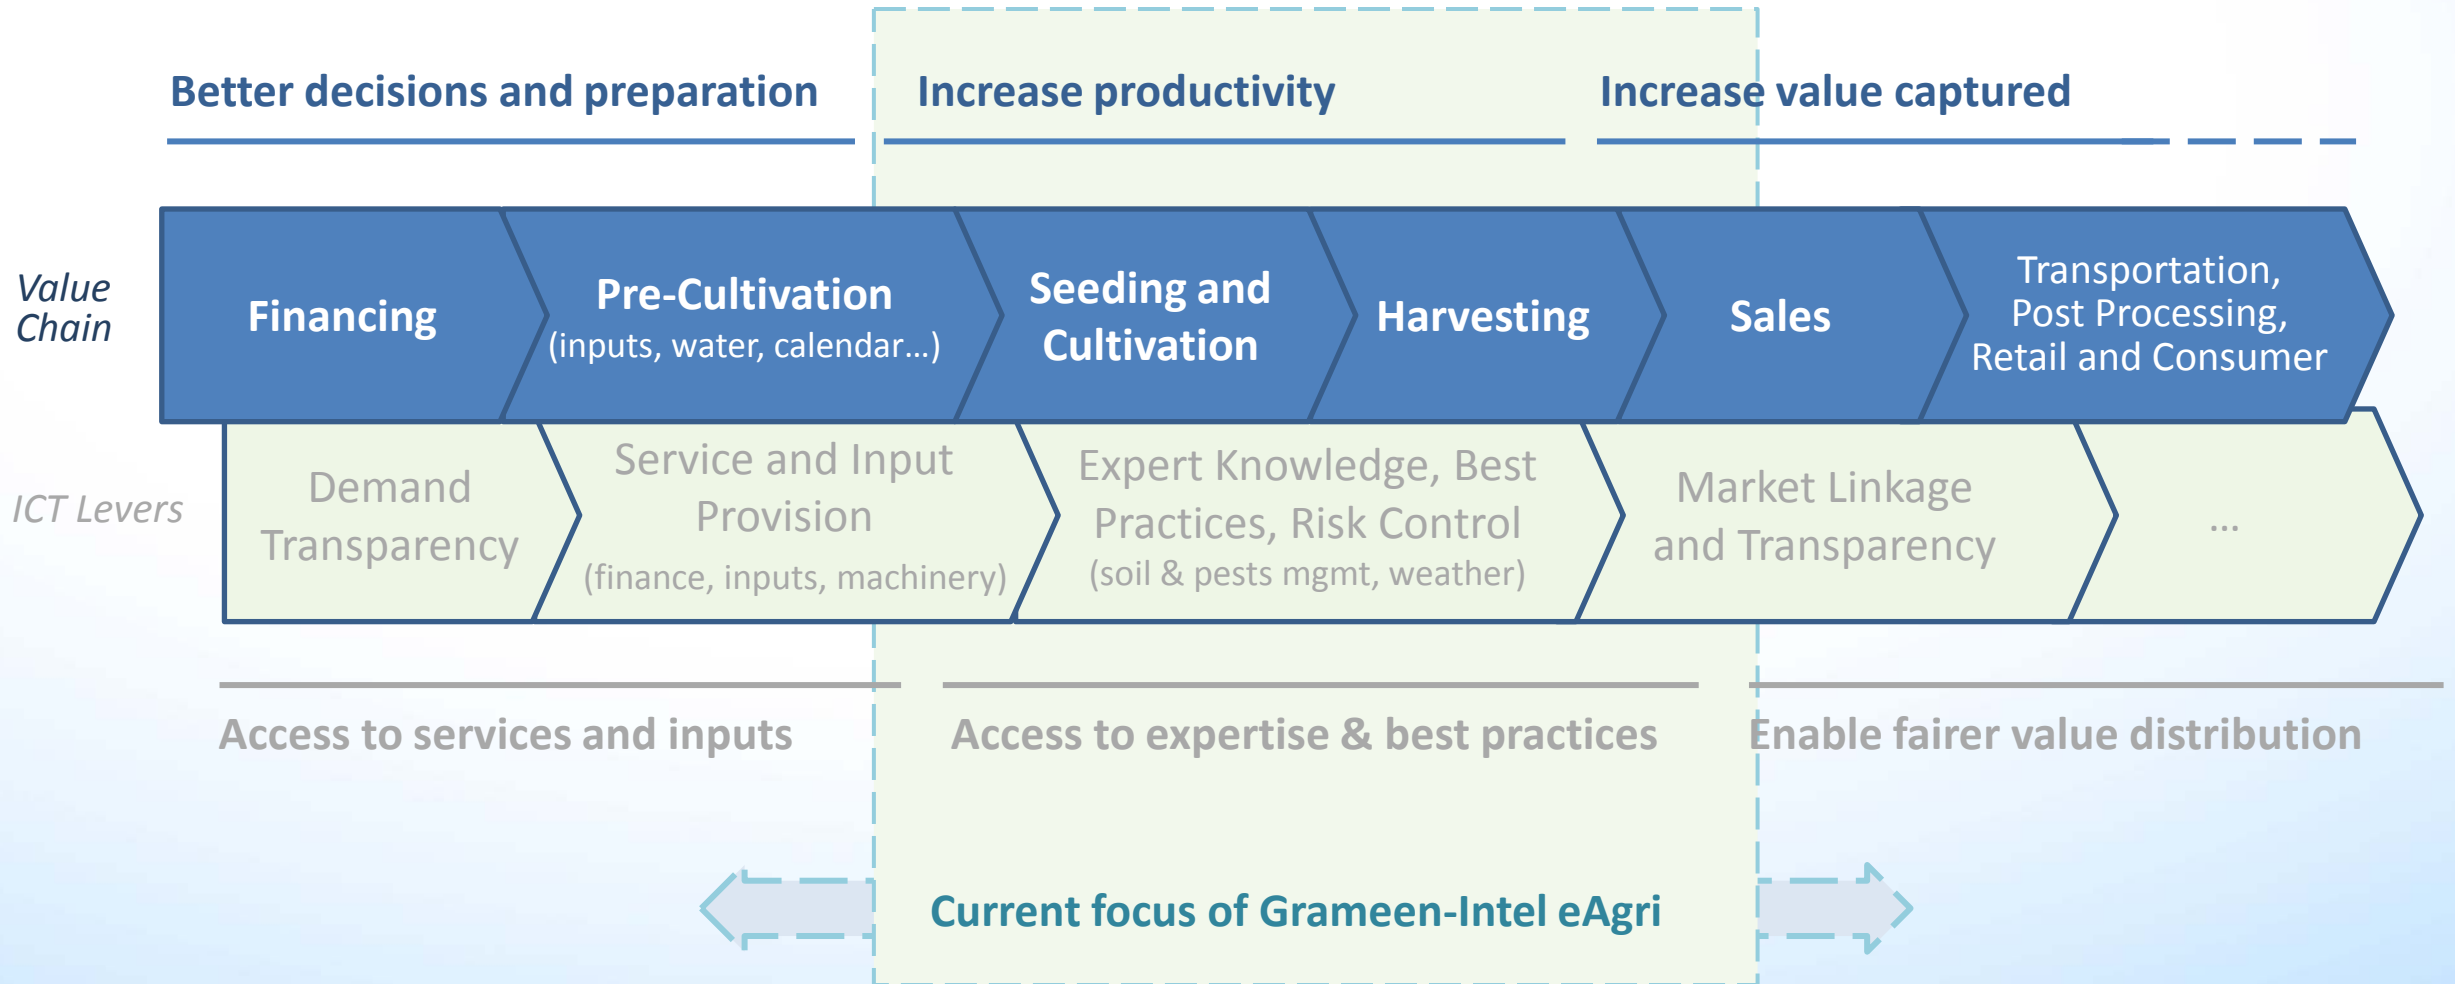 Better decisions and preparation
Increase productivity
Increase value captured
Value
Chain
Financing
Pre-Cultivation
(inputs, water, calendar...)
Seeding and
Cultivation
Harvesting
Sales
Transportation,
Post Processing,
Retail and Consumer
ICT Levers
Demand
Transparency
Service and Input
Provision
(finance, inputs, machinery)
Expert Knowledge, Best
Practices, Risk Control
(soil & pests mgmt, weather)
Market Linkage
and Transparency
...
Access to services and inputs
Access to expertise & best practices
Enable fairer value distribution
Current focus of Grameen-Intel eAgri